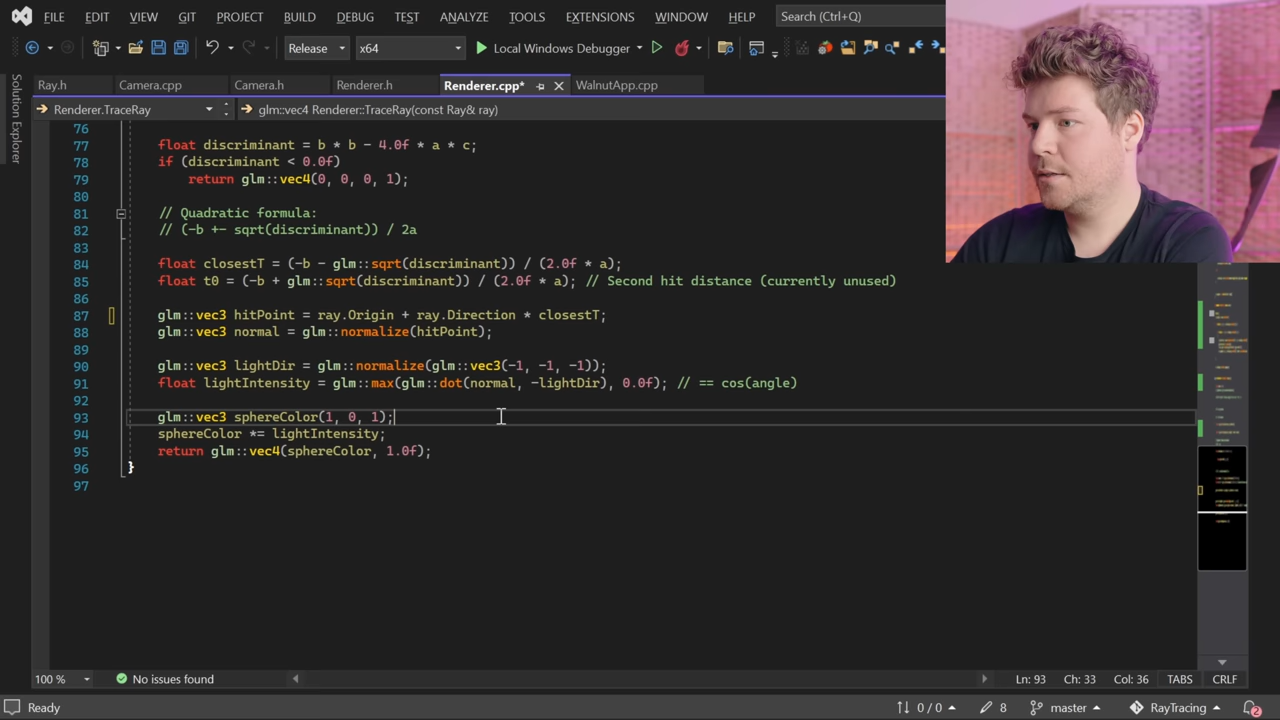 FILE EDIT VIEW GIT PROJECT BUILD DEBUG TEST ANALYZE TOOLS EXTENSIONS WINDOW HELP Search (Ctrl+Q)
Release x64 Local Windows Debugger
Ray.h Camera.cpp Camera.h Renderer.h Renderer.cpp* WalnutApp.cpp
Renderer.TraceRay glm::vec4 Renderer::TraceRay(const Ray& ray)
Solution Explorer
76
77 float discriminant = b * b - 4.0f * a * c;
78 if (discriminant < 0.0f)
79 return glm::vec4(0, 0, 0, 1);
80
81 // Quadratic formula:
82 // (-b +- sqrt(discriminant)) / 2a
83
84 float closestT = (-b - glm::sqrt(discriminant)) / (2.0f * a);
85 float t0 = (-b + glm::sqrt(discriminant)) / (2.0f * a); // Second hit distance (currently unused)
86
87 glm::vec3 hitPoint = ray.Origin + ray.Direction * closestT;
88 glm::vec3 normal = glm::normalize(hitPoint);
89
90 glm::vec3 lightDir = glm::normalize(glm::vec3(-1, -1, -1));
91 float lightIntensity = glm::max(glm::dot(normal, -lightDir), 0.0f); // == cos(angle)
92
93 glm::vec3 sphereColor(1, 0, 1);
94 sphereColor *= lightIntensity;
95 return glm::vec4(sphereColor, 1.0f);
96 }
97
100 % No issues found Ln: 93 Ch: 33 Col: 36 TABS CRLF
Ready 0 / 0 8 master RayTracing 2